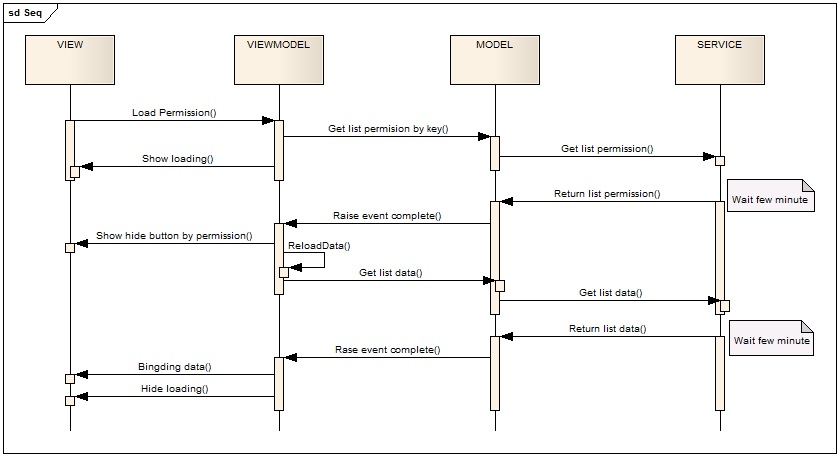 sd Seq
VIEW
VIEWMODEL
MODEL
SERVICE
Load Permission()
Get list permision by key()
Get list permission()
Show loading()
Return list permission()
Wait few minute
Raise event complete()
Show hide button by permission()
ReloadData()
Get list data()
Get list data()
Return list data()
Wait few minute
Rase event complete()
Bingding data()
Hide loading()